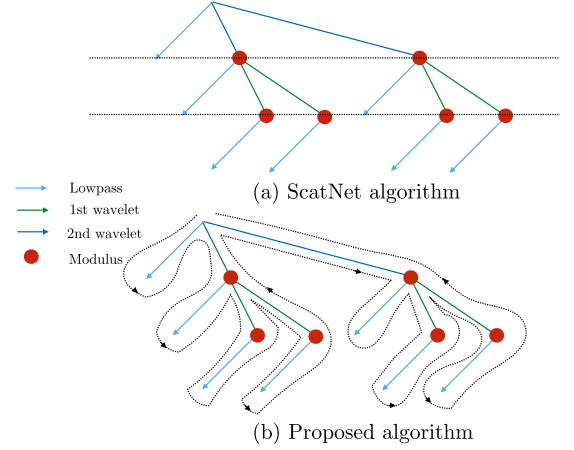 (a) ScatNet algorithm
Lowpass
1st wavelet
2nd wavelet
Modulus
(b) Proposed algorithm